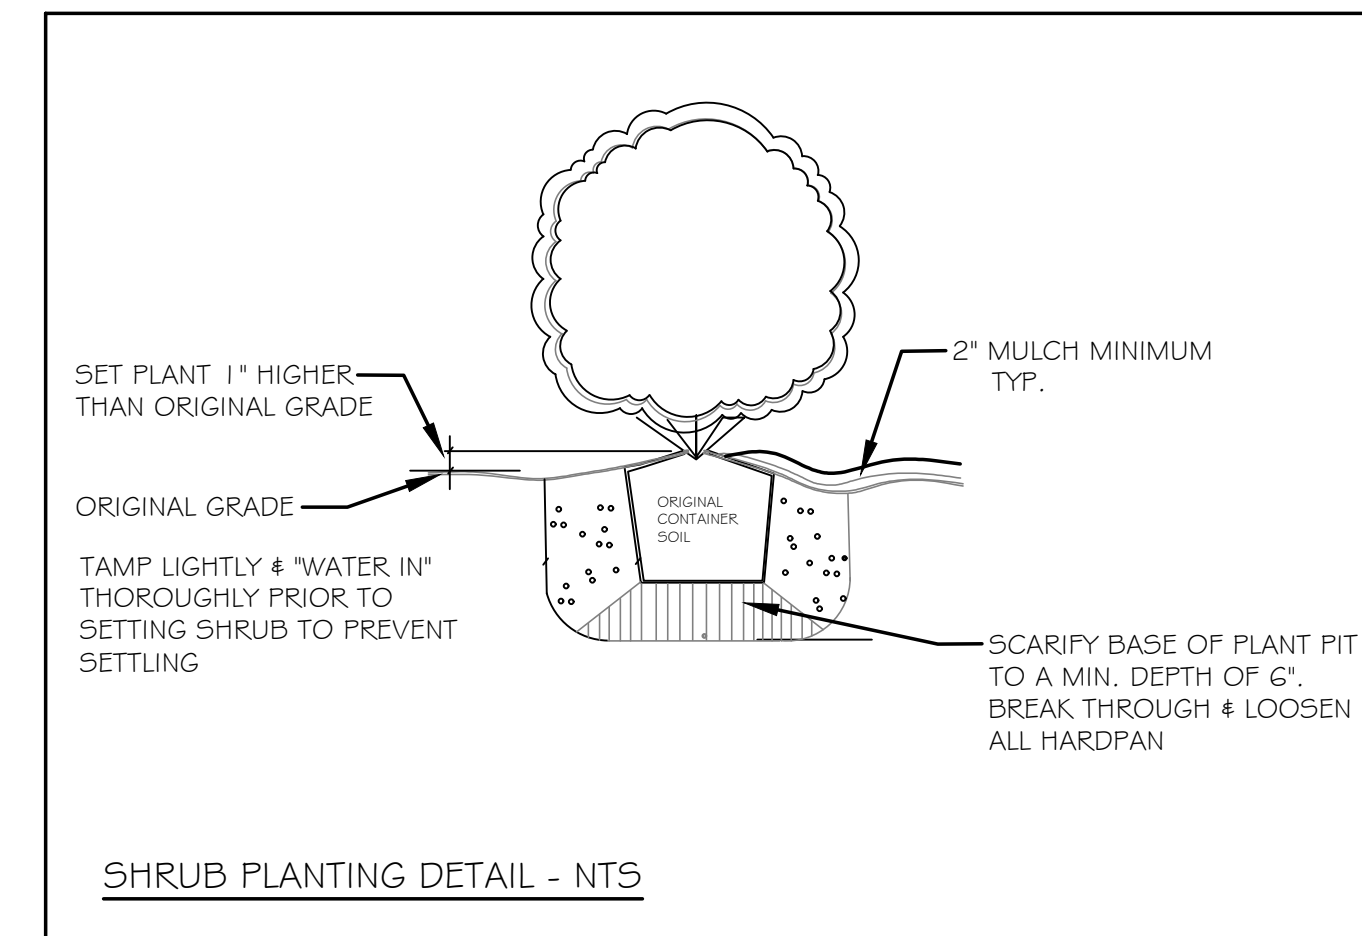 SET PLANT 1" HIGHER
THAN ORIGINAL GRADE
2" MULCH MINIMUM
TYP.
ORIGINAL GRADE
ORIGINAL
CONTAINER
SOIL
TAMP LIGHTLY & "WATER IN"
THOROUGHLY PRIOR TO
SETTING SHRUB TO PREVENT
SETTLING
SCARIFY BASE OF PLANT PIT
TO A MIN. DEPTH OF 6".
BREAK THROUGH & LOOSEN
ALL HARDPAN
SHRUB PLANTING DETAIL - NTS